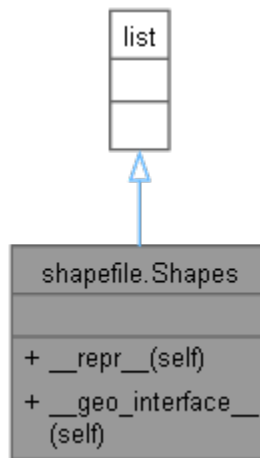 list
shapefile.Shapes
+ __repr__(self)
+ __geo_interface__
(self)